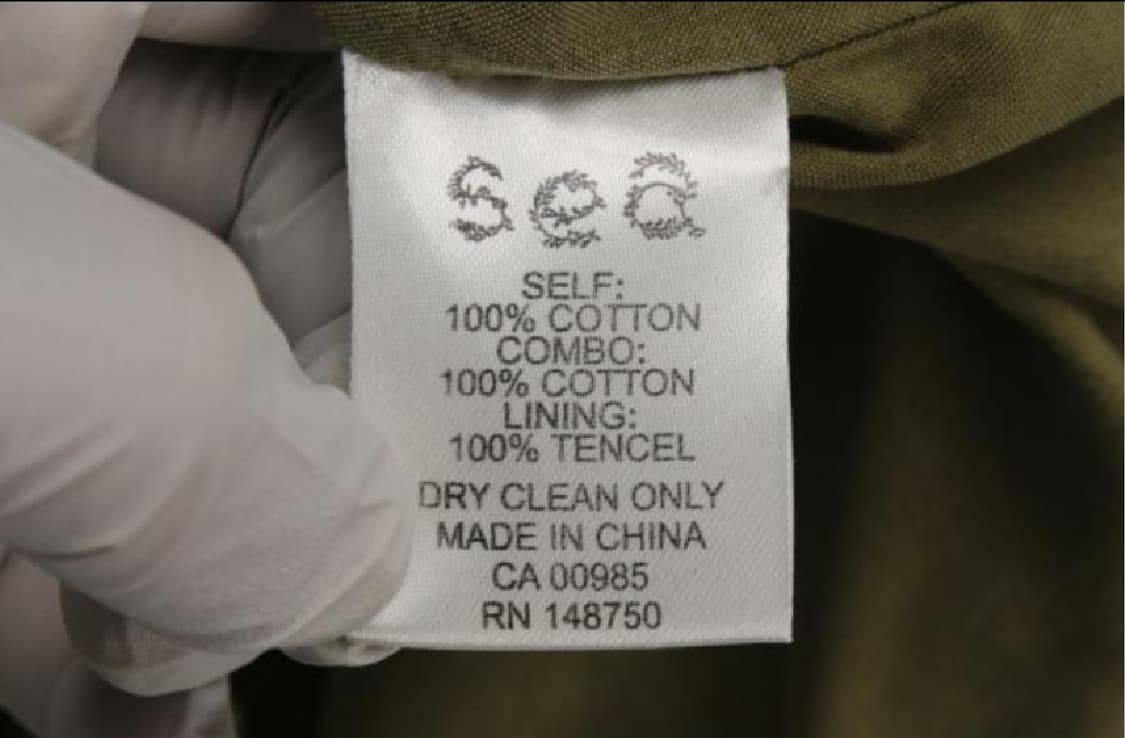 Sea
SELF:
100% COTTON
COMBO:
100% COTTON
LINING:
100% TENCEL
DRY CLEAN ONLY
MADE IN CHINA
CA 00985
RN 148750